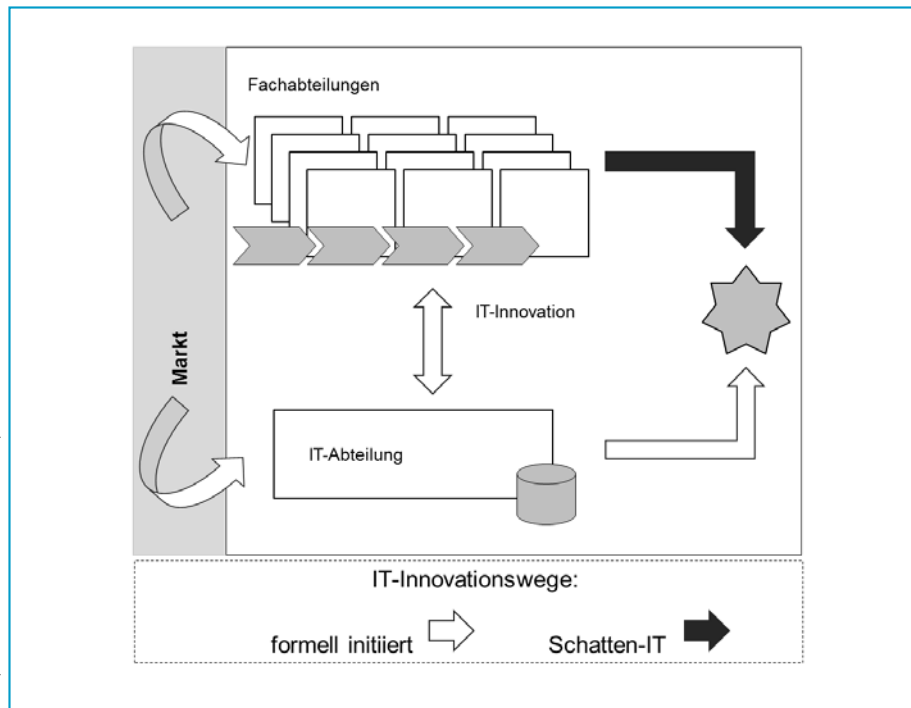 Fachabteilungen
IT-Innovation
Markt
IT-Abteilung
IT-Innovationswege:
formell initiiert Schatten-IT